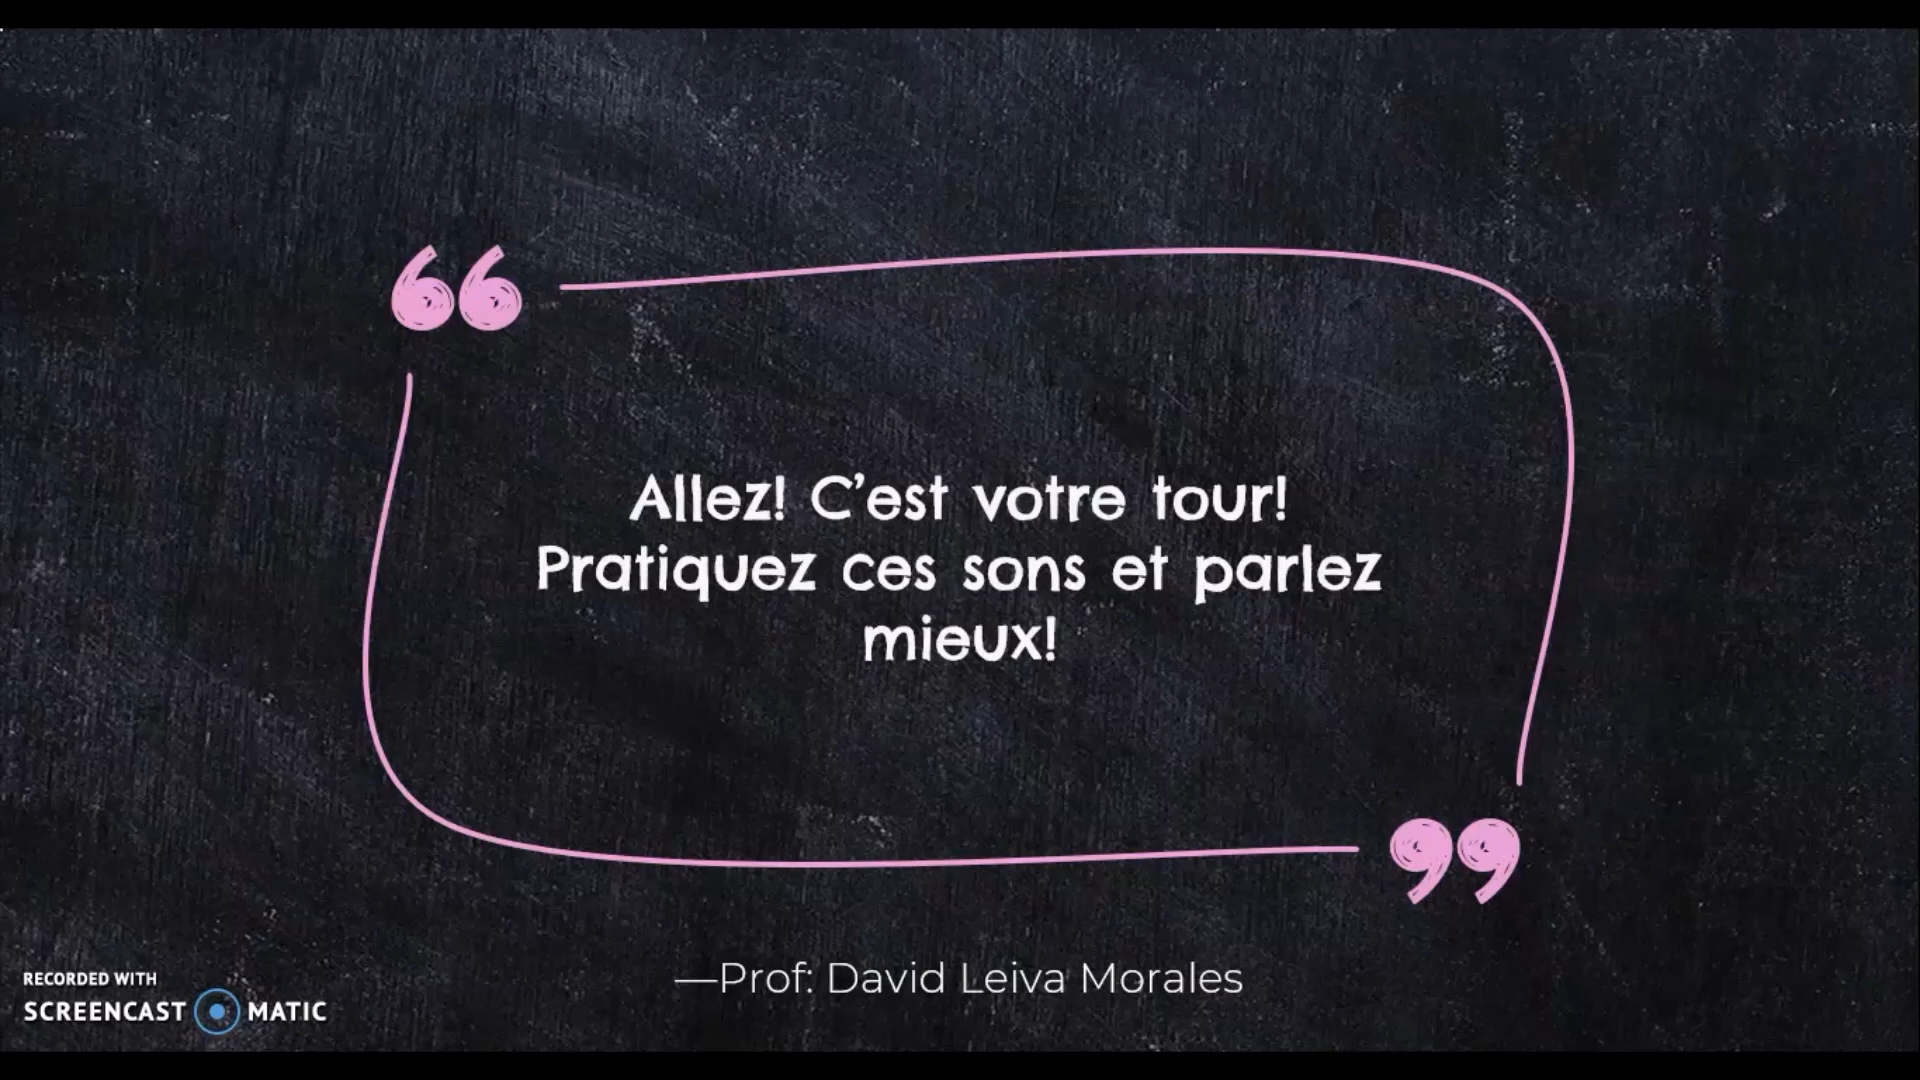 Allez! C’est votre tour!
Pratiquez ces sons et parlez
mieux!
—Prof: David Leiva Morales
RECORDED WITH
SCREENCAST MATIC